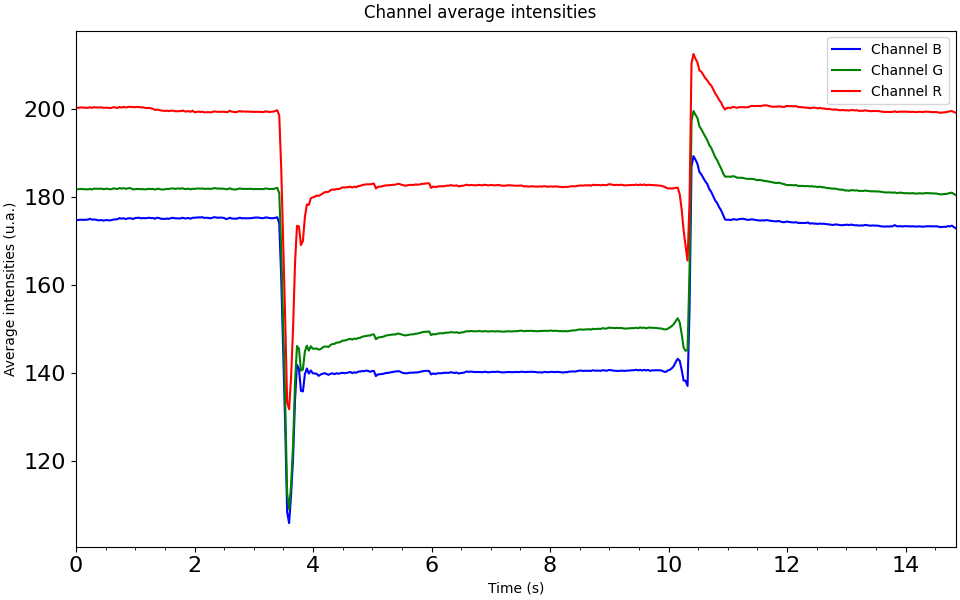 Channel average intensities
Channel B
Channel G
Channel R
Average intensities (u.a.)
200
180
160
140
120
0 2 4 6 8 10 12 14
Time (s)